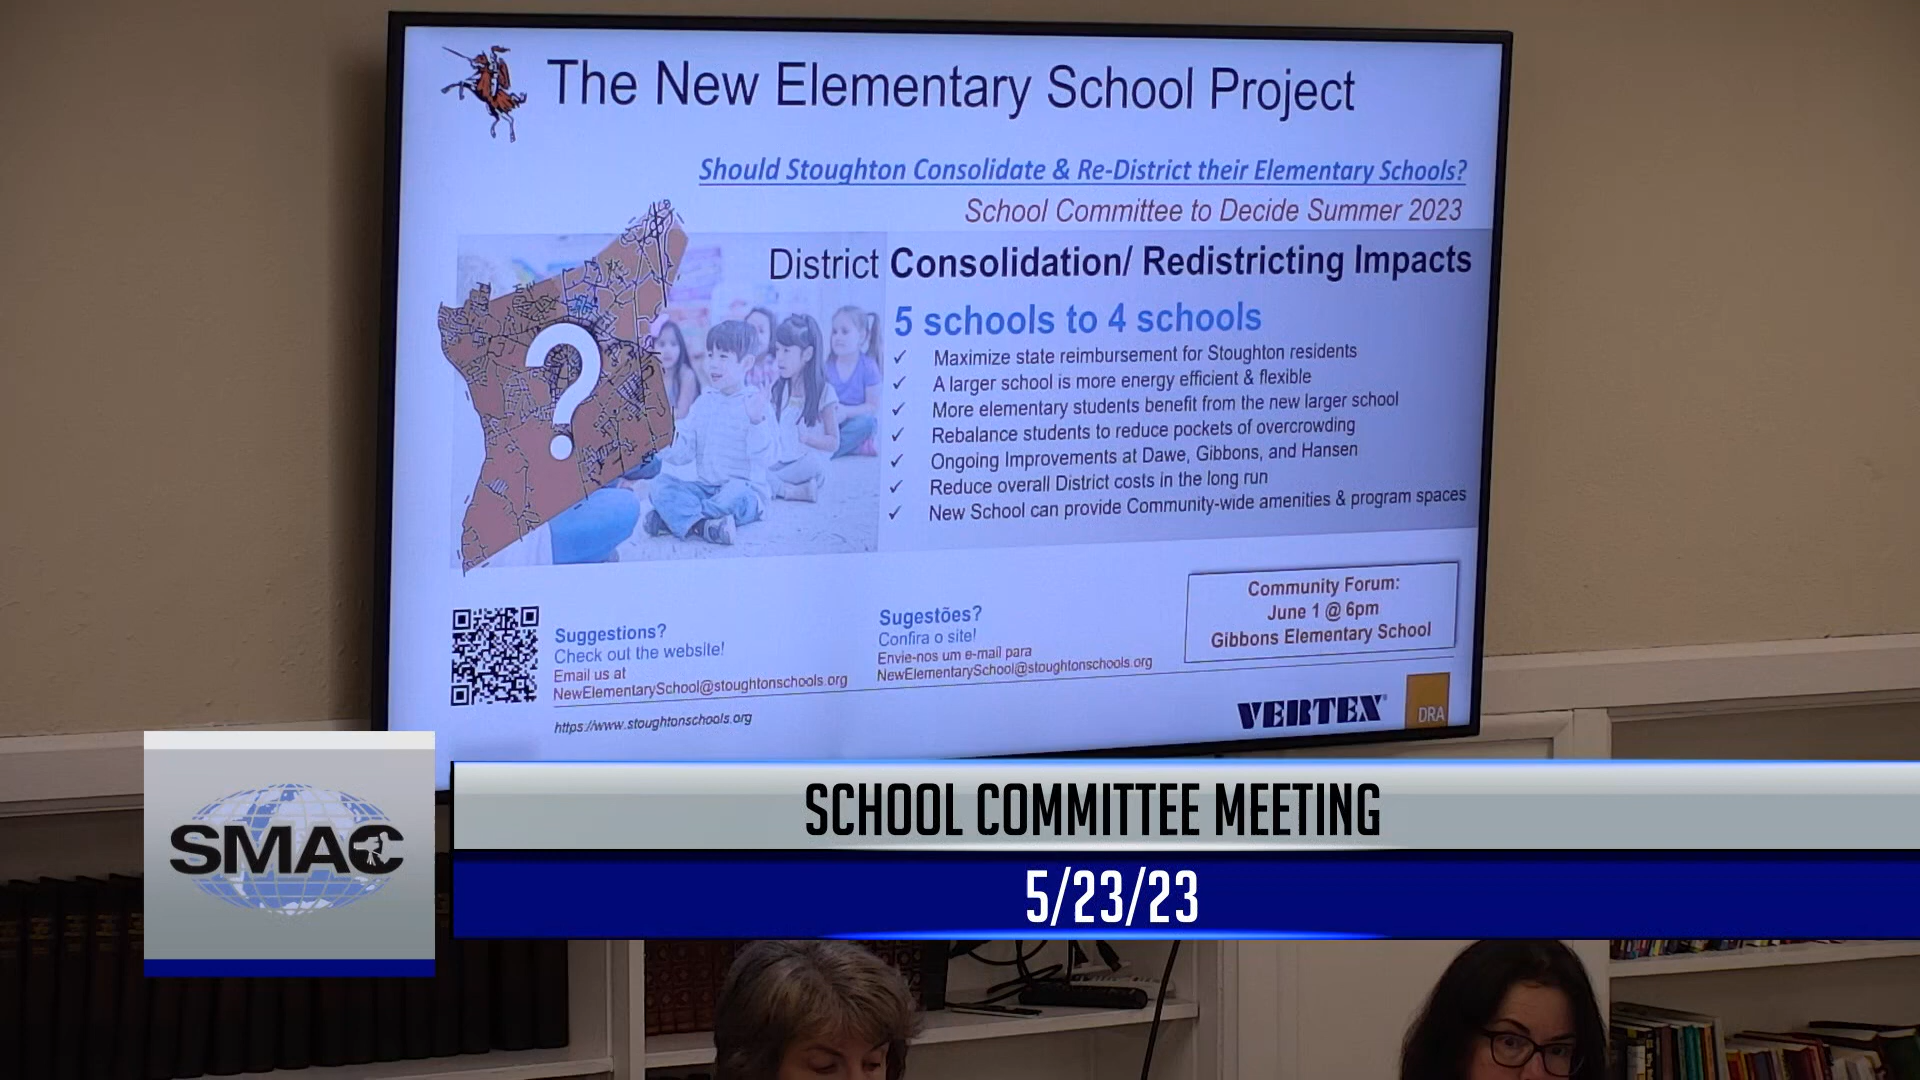 The New Elementary School Project
Should Stoughton Consolidate & Re-District their Elementary Schools?
School Committee to Decide Summer 2023
District Consolidation/ Redistricting Impacts
5 schools to 4 schools
✓ Maximize state reimbursement for Stoughton residents
✓ A larger school is more energy efficient & flexible
✓ More elementary students benefit from the new larger school
✓ Rebalance students to reduce pockets of overcrowding
✓ Ongoing Improvements at Dawe, Gibbons, and Hansen
✓ Reduce overall District costs in the long run
✓ New School can provide Community-wide amenities & program spaces
?
Suggestions?
Check out the website!
Email us at
NewElementarySchool@stoughtonschools.org
https://www.stoughtonschools.org
Sugestões?
Confira o site!
Envie-nos um e-mail para
NewElementarySchool@stoughtonschools.org
Community Forum:
June 1 @ 6pm
Gibbons Elementary School
VERTEX
DRA
SMAC
SCHOOL COMMITTEE MEETING
5/23/23